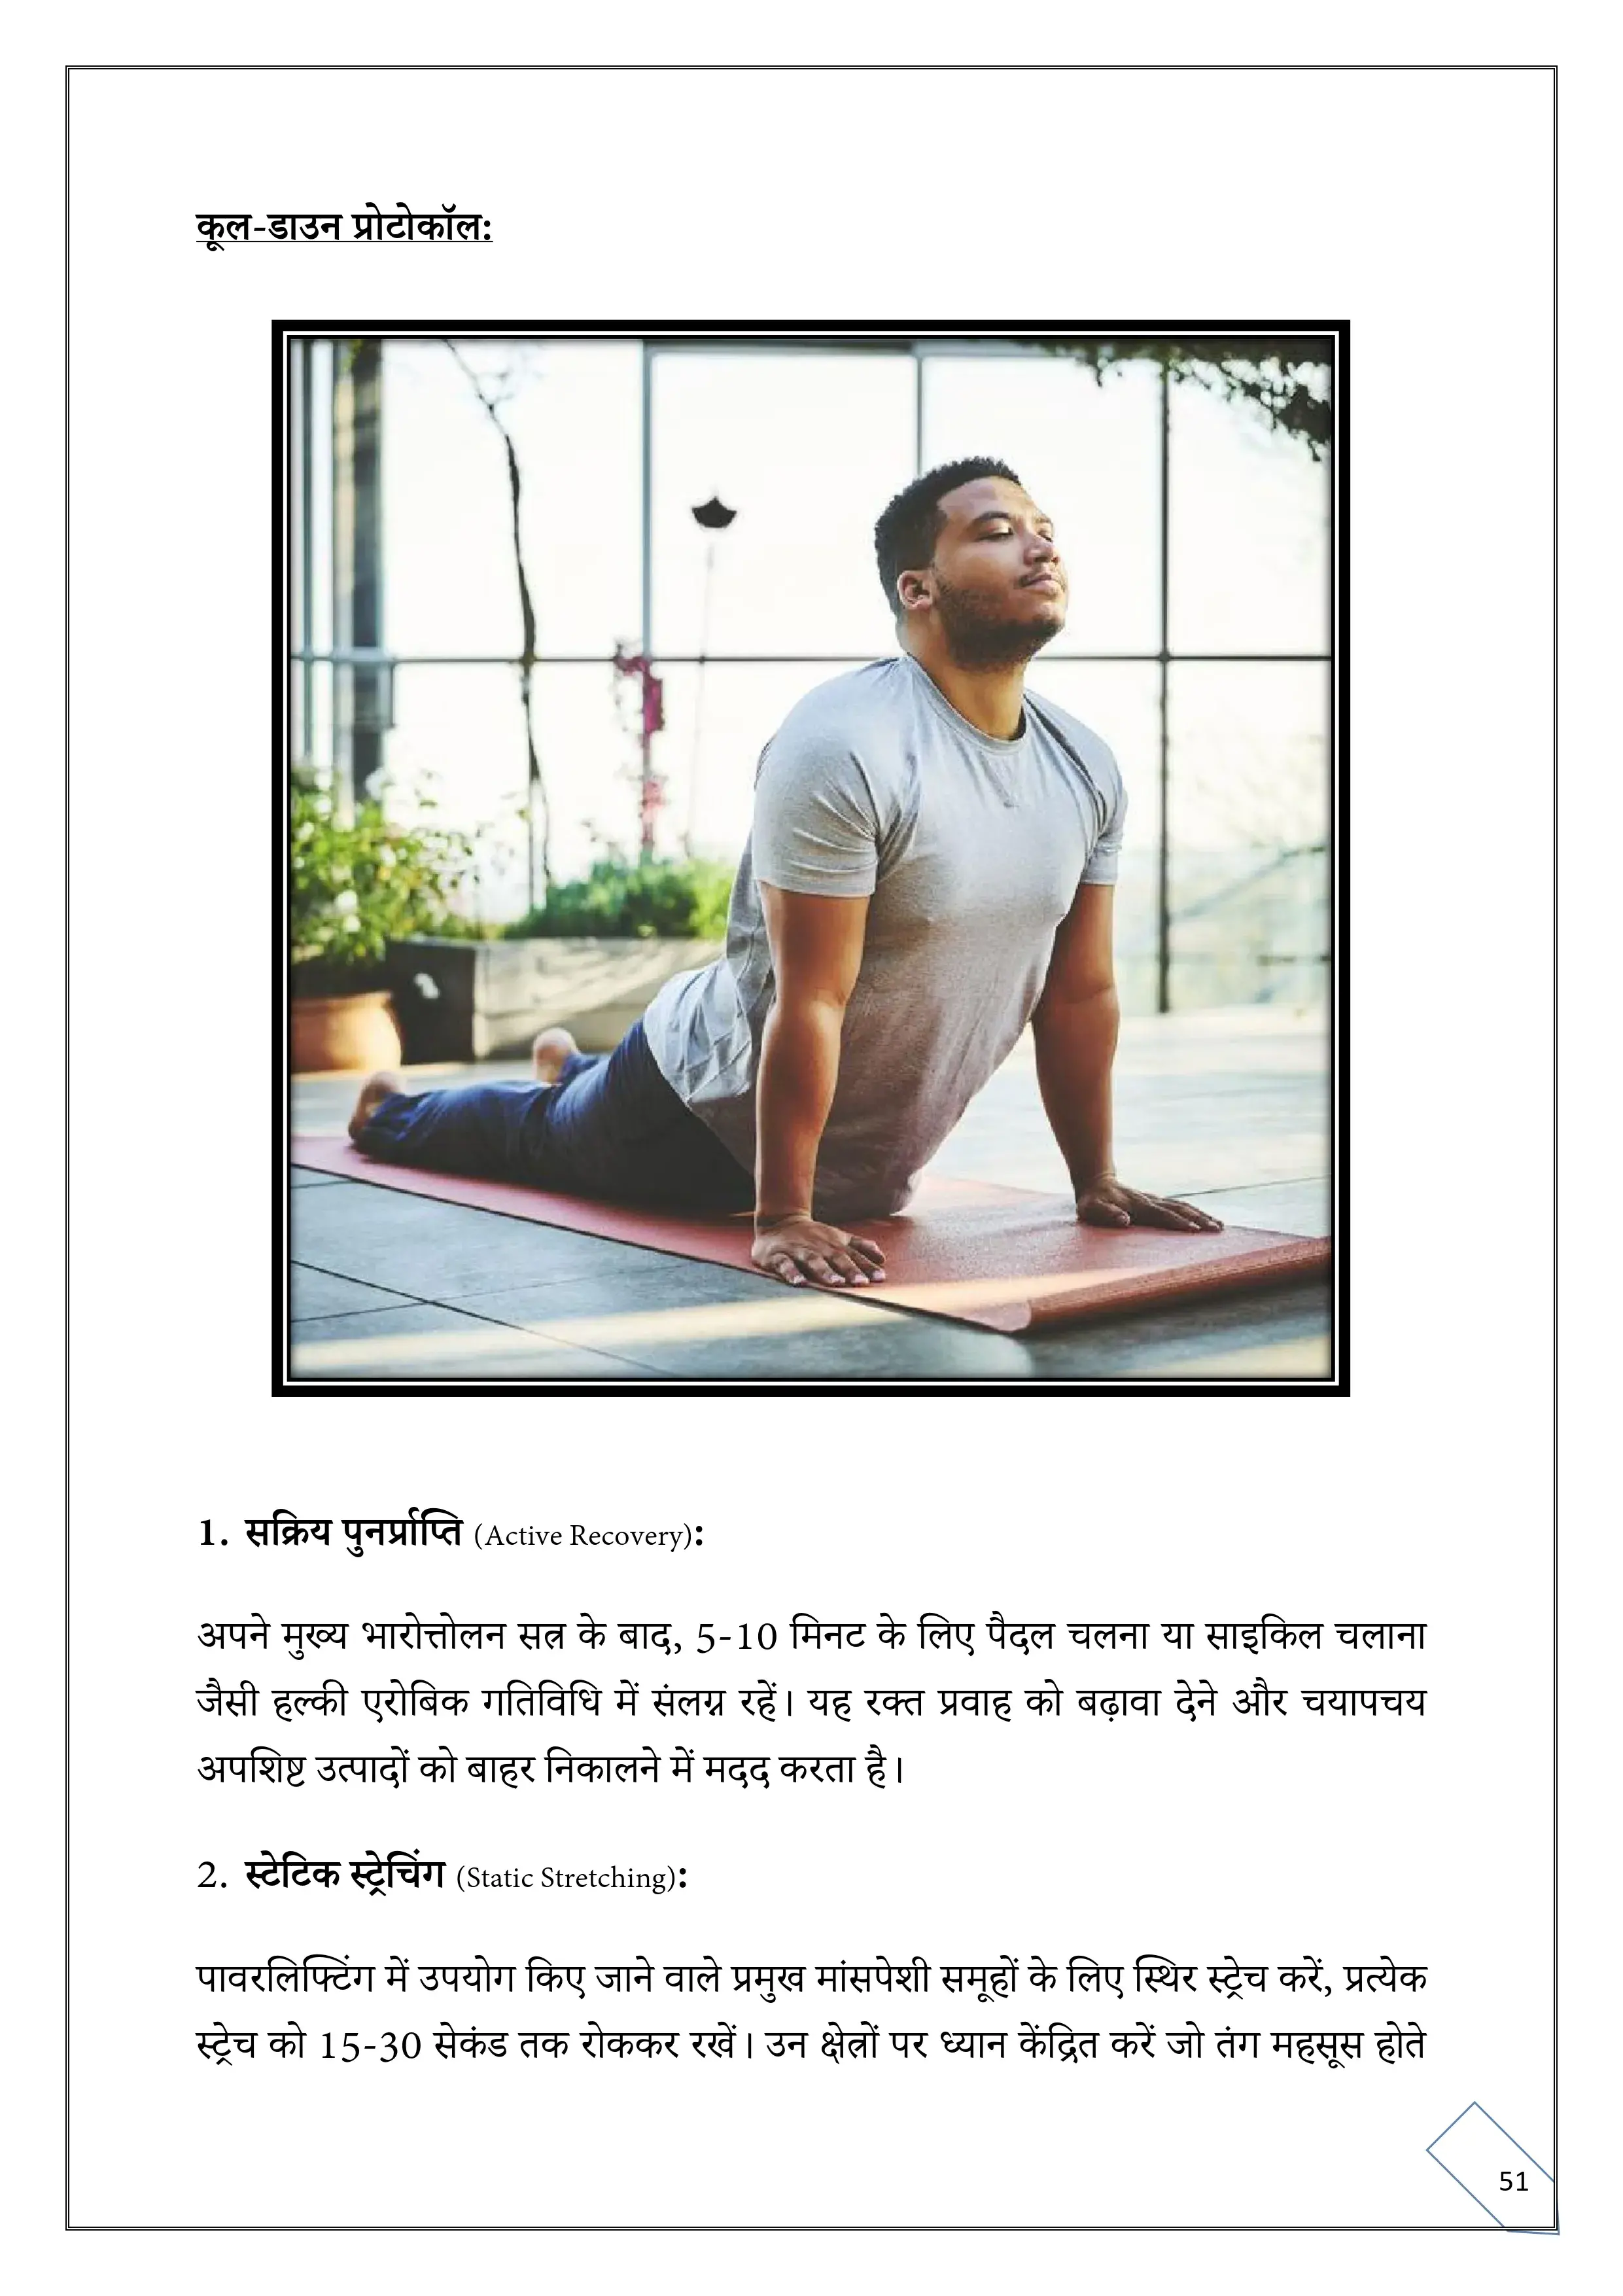 कूल-डाउन प्रोटोकॉल:
1. सक्रिय पुनर्प्राप्ति (Active Recovery):
अपने मुख्य भारोत्तोलन सत्र के बाद, 5-10 मिनट के लिए पैदल चलना या साइकिल चलाना
जैसी हल्की एरोबिक गतिविधि में संलग्न रहें। यह रक्त प्रवाह को बढ़ावा देने और चयापचय
अपशिष्ट उत्पादों को बाहर निकालने में मदद करता है।
2. स्टेटिक स्ट्रेचिंग (Static Stretching):
पावरलिफ्टिंग में उपयोग किए जाने वाले प्रमुख मांसपेशी समूहों के लिए स्थिर स्ट्रेच करें, प्रत्येक
स्ट्रेच को 15-30 सेकंड तक रोककर रखें। उन क्षेत्रों पर ध्यान केंद्रित करें जो तंग महसूस होते
51